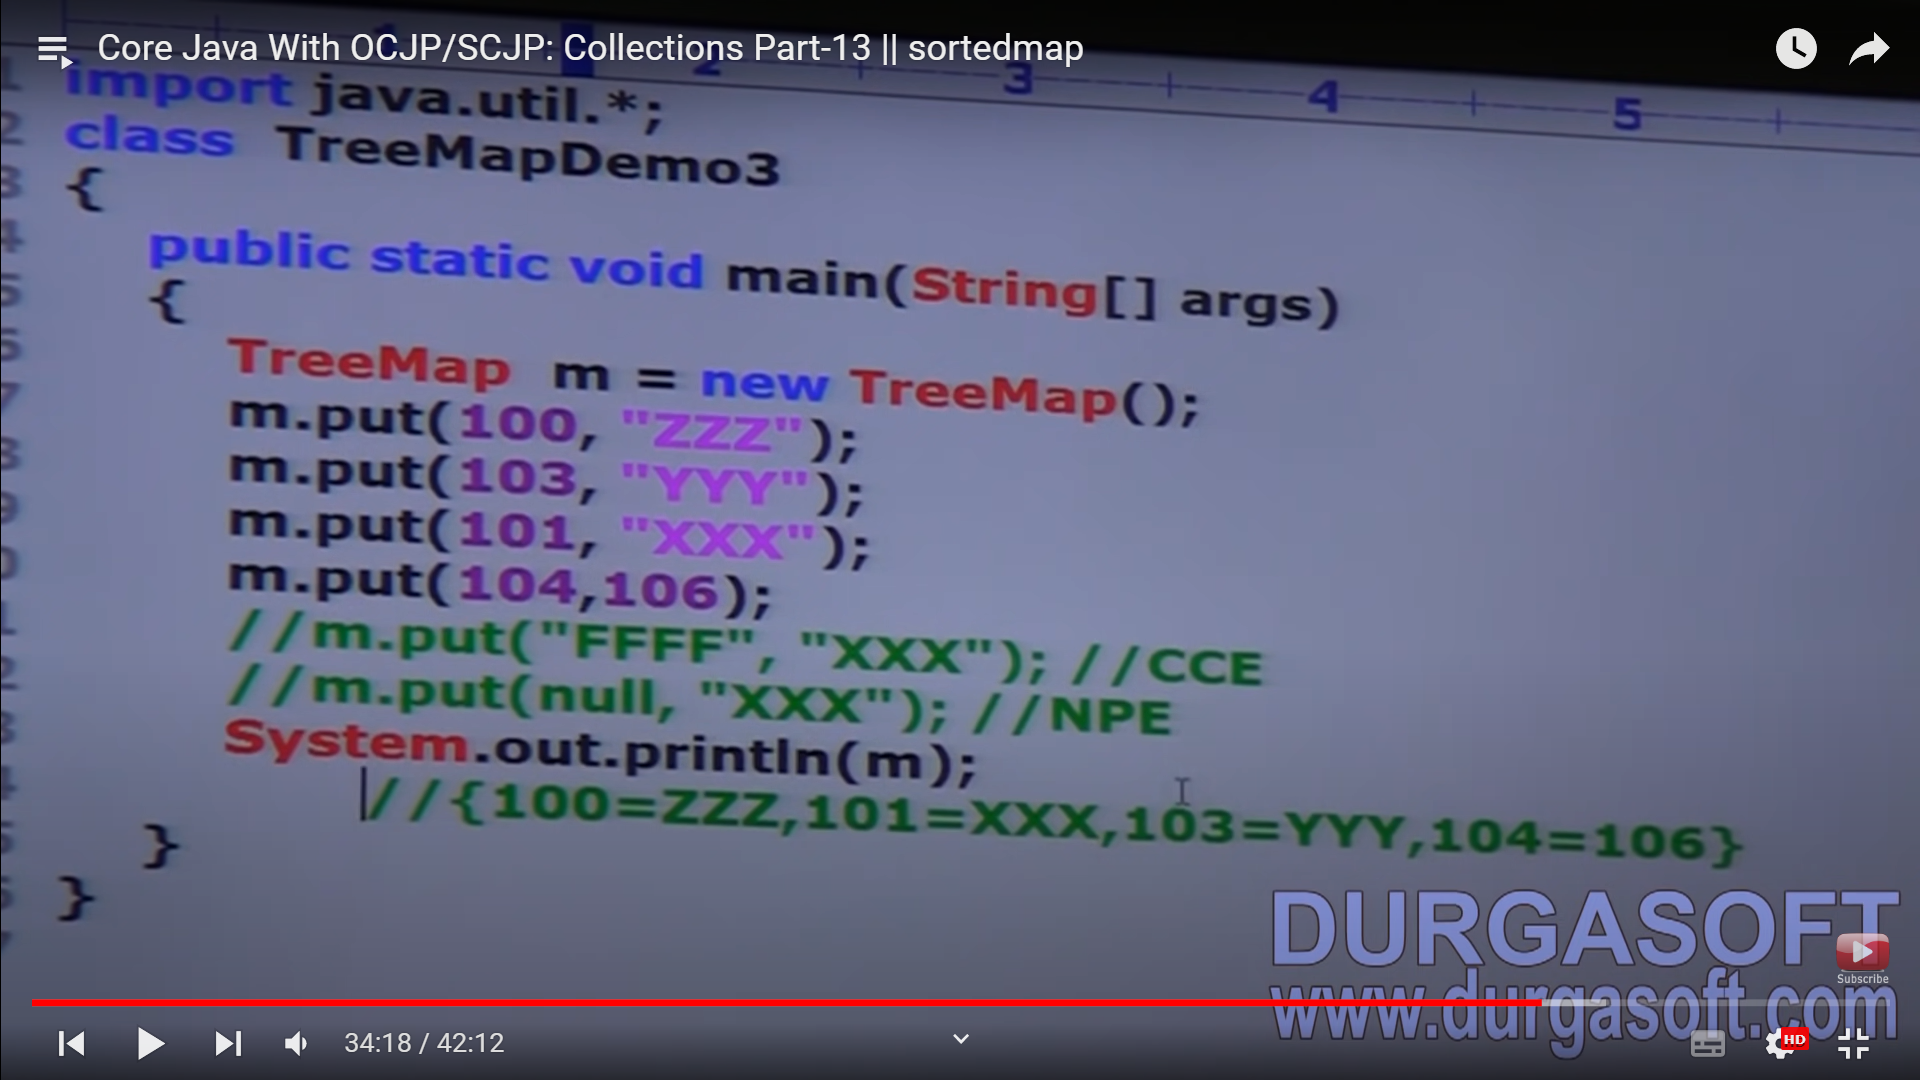 Core Java With OCJP/SCJP: Collections Part-13 || sortedmap
2 3 4 5
import java.util.*;
class TreeMapDemo3
{
public static void main(String[] args)
{
TreeMap m = new TreeMap();
m.put(100, "ZZZ");
m.put(103, "YYY");
m.put(101, "XXX");
m.put(104,106);
//m.put("FFFF", "XXX"); //CCE
//m.put(null, "XXX"); //NPE
System.out.println(m);
//{100=ZZZ,101=XXX,103=YYY,104=106}
}
}
DURGASOFT
Subscribe
www.durgasoft.com
34:18 / 42:12
HD